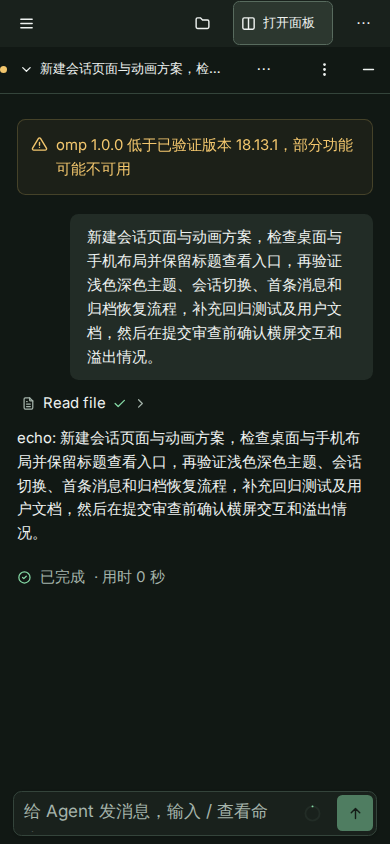 打开面板
新建会话页面与动画方案，检...
omp 1.0.0 低于已验证版本 18.13.1，部分功能
可能不可用
新建会话页面与动画方案，检查桌面与
手机布局并保留标题查看入口，再验证
浅色深色主题、会话切换、首条消息和
归档恢复流程，补充回归测试及用户文
档，然后在提交审查前确认横屏交互和
溢出情况。
Read file
echo: 新建会话页面与动画方案，检查桌面与手机布
局并保留标题查看入口，再验证浅色深色主题、会话
切换、首条消息和归档恢复流程，补充回归测试及用
户文档，然后在提交审查前确认横屏交互和溢出情
况。
已完成 · 用时 0 秒
给 Agent 发消息，输入 / 查看命